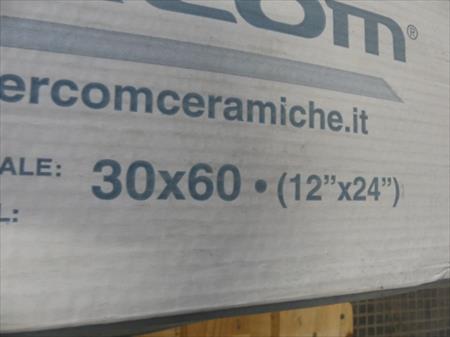 com®
ercomceramiche.it
ALE: 30x60 • (12”x24”)
L: